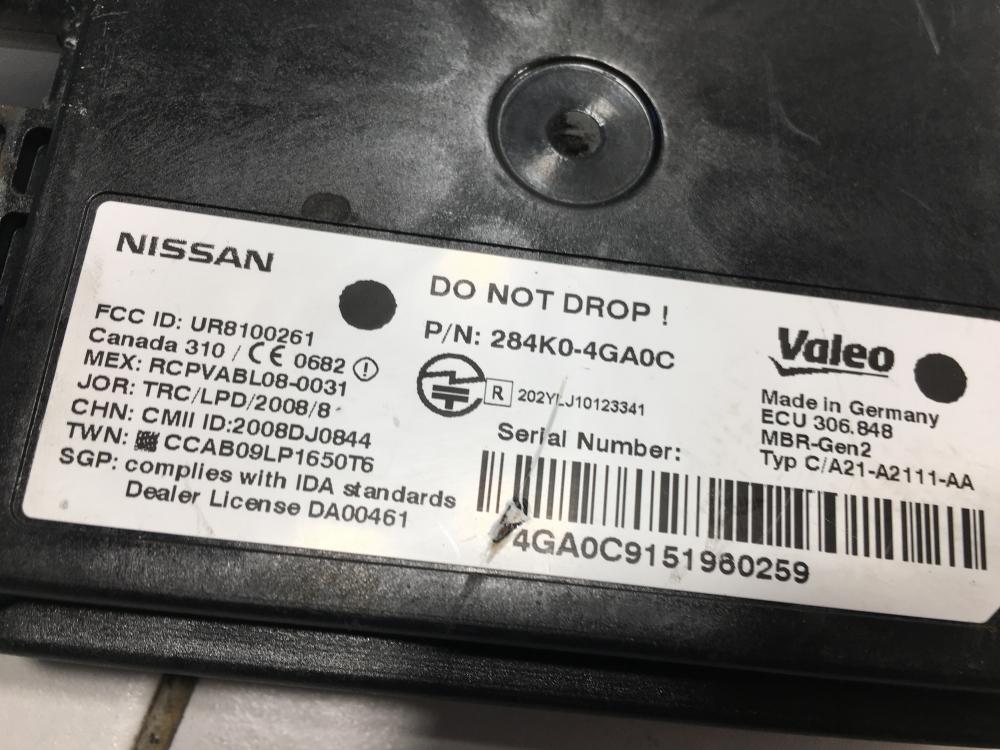 NISSAN
DO NOT DROP !
FCC ID: UR8100261
Canada 310 / CE 0682
MEX: RCPVABL08-0031
JOR: TRC/LPD/2008/8
CHN: CMII ID:2008DJ0844
TWN: CCAB09LP1650T6
SGP: complies with IDA standards
Dealer License DA00461
P/N: 284K0-4GA0C
R 202YLJ10123341
Serial Number:
4GA0C9151980259
Valeo
Made in Germany
ECU 306.848
MBR-Gen2
Typ C/A21-A2111-AA